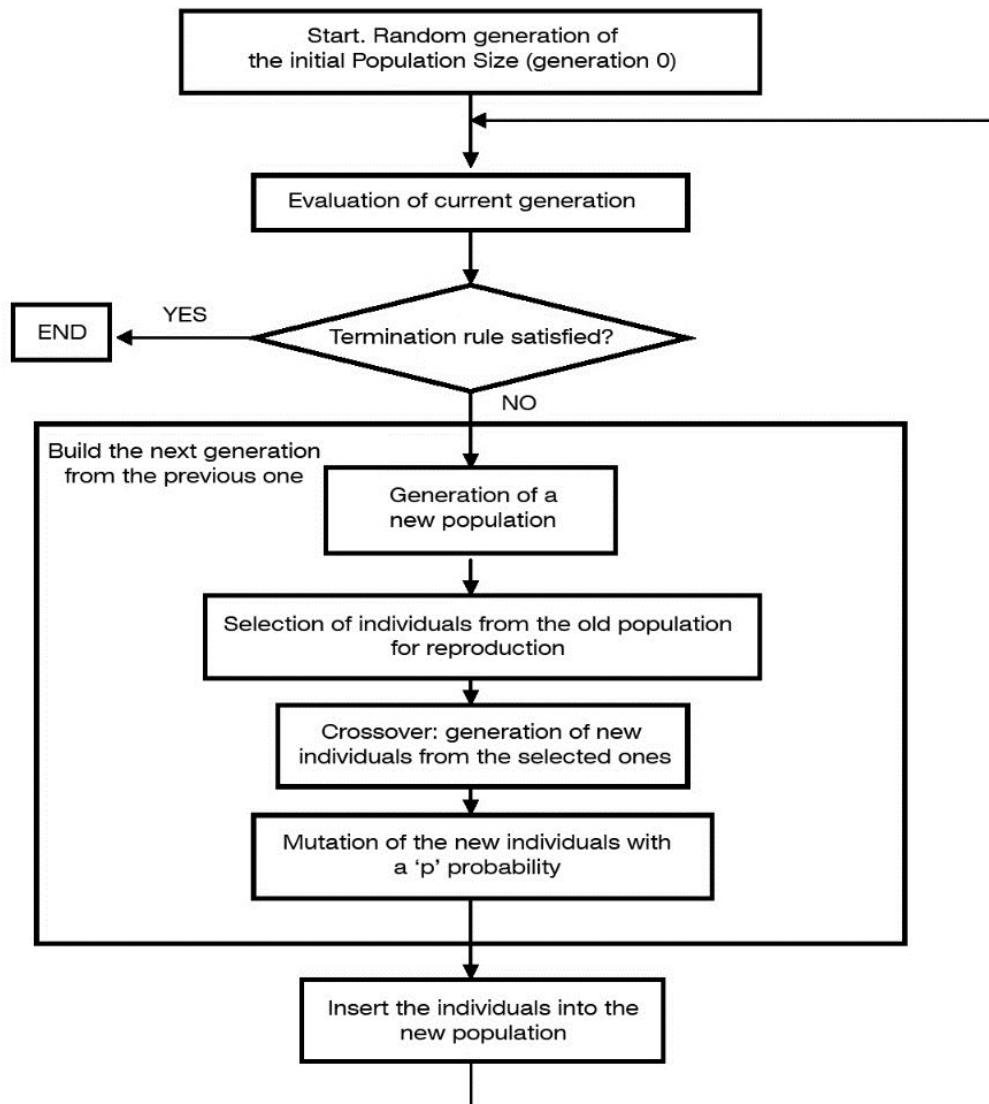 Start. Random generation of
the initial Population Size (generation 0)
Evaluation of current generation
Termination rule satisfied?
YES
END
NO
Build the next generation
from the previous one
Generation of a
new population
Selection of individuals from the old population
for reproduction
Crossover: generation of new
individuals from the selected ones
Mutation of the new individuals with
a ‘p’ probability
Insert the individuals into the
new population